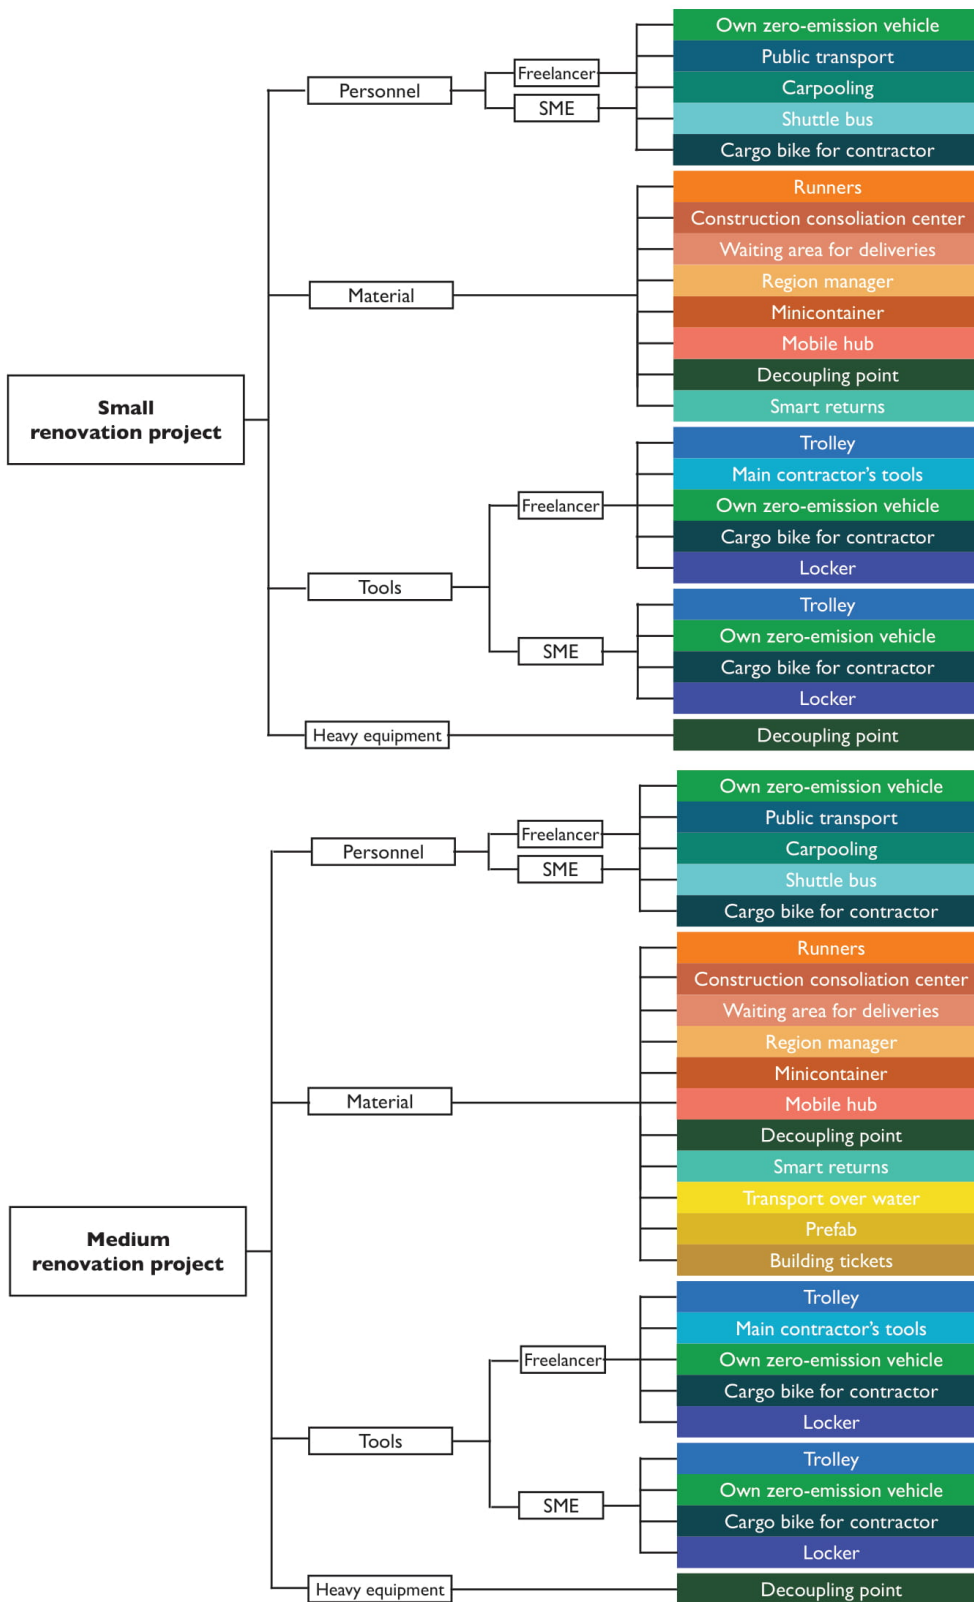 Small
renovation project
Personnel
Freelancer
SME
Own zero-emission vehicle
Public transport
Carpooling
Shuttle bus
Cargo bike for contractor
Material
Runners
Construction consoliation center
Waiting area for deliveries
Region manager
Minicontainer
Mobile hub
Decoupling point
Smart returns
Tools
Freelancer
Trolley
Main contractor's tools
Own zero-emission vehicle
Cargo bike for contractor
Locker
SME
Trolley
Own zero-emision vehicle
Cargo bike for contractor
Locker
Heavy equipment
Decoupling point
Medium
renovation project
Personnel
Freelancer
SME
Own zero-emission vehicle
Public transport
Carpooling
Shuttle bus
Cargo bike for contractor
Material
Runners
Construction consoliation center
Waiting area for deliveries
Region manager
Minicontainer
Mobile hub
Decoupling point
Smart returns
Transport over water
Prefab
Building tickets
Tools
Freelancer
Trolley
Main contractor's tools
Own zero-emission vehicle
Cargo bike for contractor
Locker
SME
Trolley
Own zero-emission vehicle
Cargo bike for contractor
Locker
Heavy equipment
Decoupling point